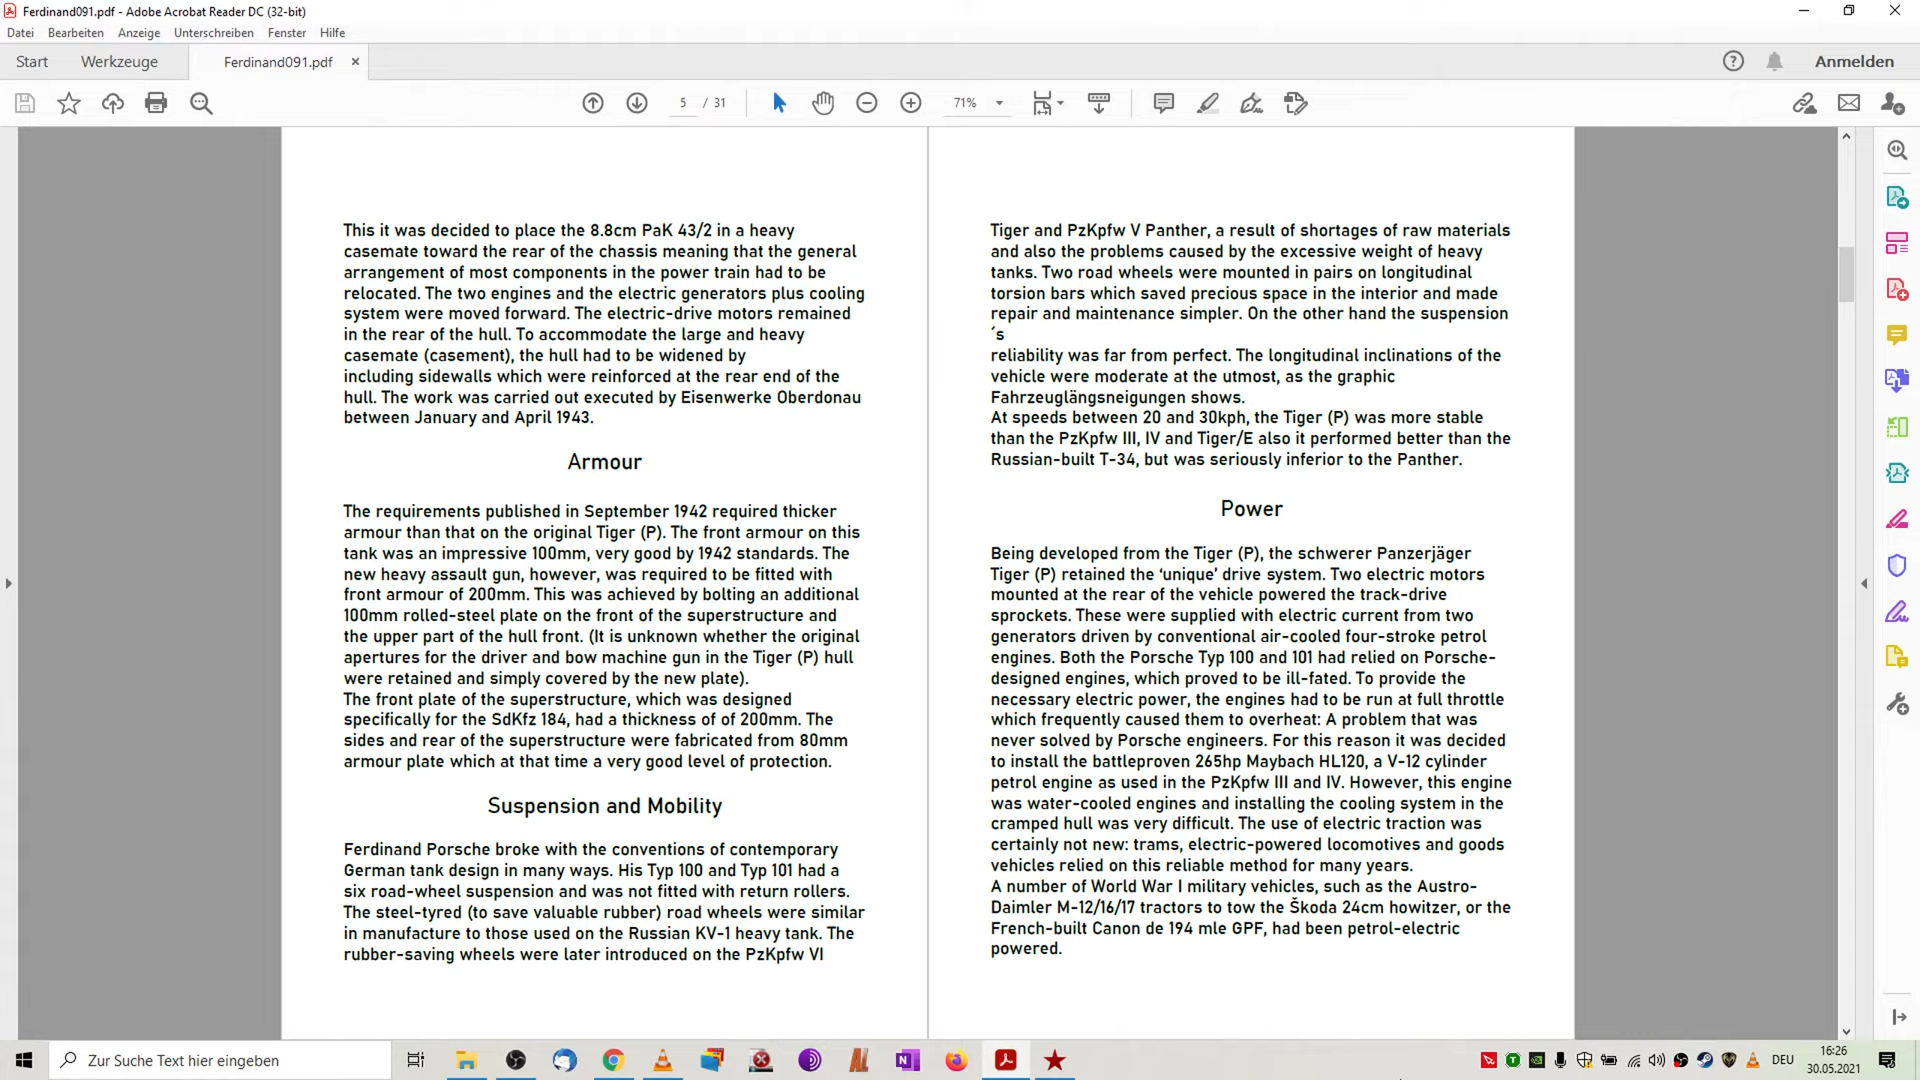 Ferdinand091.pdf - Adobe Acrobat Reader DC (32-bit)
Datei Bearbeiten Anzeige Unterschreiben Fenster Hilfe
Start Werkzeuge Ferdinand091.pdf × Anmelden
5 / 31 71%
This it was decided to place the 8.8cm PaK 43/2 in a heavy
casemate toward the rear of the chassis meaning that the general
arrangement of most components in the power train had to be
relocated. The two engines and the electric generators plus cooling
system were moved forward. The electric-drive motors remained
in the rear of the hull. To accommodate the large and heavy
casemate (casement), the hull had to be widened by
including sidewalls which were reinforced at the rear end of the
hull. The work was carried out executed by Eisenwerke Oberdonau
between January and April 1943.
Armour
The requirements published in September 1942 required thicker
armour than that on the original Tiger (P). The front armour on this
tank was an impressive 100mm, very good by 1942 standards. The
new heavy assault gun, however, was required to be fitted with
front armour of 200mm. This was achieved by bolting an additional
100mm rolled-steel plate on the front of the superstructure and
the upper part of the hull front. (It is unknown whether the original
apertures for the driver and bow machine gun in the Tiger (P) hull
were retained and simply covered by the new plate).
The front plate of the superstructure, which was designed
specifically for the SdKfz 184, had a thickness of of 200mm. The
sides and rear of the superstructure were fabricated from 80mm
armour plate which at that time a very good level of protection.
Suspension and Mobility
Ferdinand Porsche broke with the conventions of contemporary
German tank design in many ways. His Typ 100 and Typ 101 had a
six road-wheel suspension and was not fitted with return rollers.
The steel-tyred (to save valuable rubber) road wheels were similar
in manufacture to those used on the Russian KV-1 heavy tank. The
rubber-saving wheels were later introduced on the PzKpfw VI
Tiger and PzKpfw V Panther, a result of shortages of raw materials
and also the problems caused by the excessive weight of heavy
tanks. Two road wheels were mounted in pairs on longitudinal
torsion bars which saved precious space in the interior and made
repair and maintenance simpler. On the other hand the suspension
´s
reliability was far from perfect. The longitudinal inclinations of the
vehicle were moderate at the utmost, as the graphic
Fahrzeuglängsneigungen shows.
At speeds between 20 and 30kph, the Tiger (P) was more stable
than the PzKpfw III, IV and Tiger/E also it performed better than the
Russian-built T-34, but was seriously inferior to the Panther.
Power
Being developed from the Tiger (P), the schwerer Panzerjäger
Tiger (P) retained the ‘unique’ drive system. Two electric motors
mounted at the rear of the vehicle powered the track-drive
sprockets. These were supplied with electric current from two
generators driven by conventional air-cooled four-stroke petrol
engines. Both the Porsche Typ 100 and 101 had relied on Porsche-
designed engines, which proved to be ill-fated. To provide the
necessary electric power, the engines had to be run at full throttle
which frequently caused them to overheat: A problem that was
never solved by Porsche engineers. For this reason it was decided
to install the battleproven 265hp Maybach HL120, a V-12 cylinder
petrol engine as used in the PzKpfw III and IV. However, this engine
was water-cooled engines and installing the cooling system in the
cramped hull was very difficult. The use of electric traction was
certainly not new: trams, electric-powered locomotives and goods
vehicles relied on this reliable method for many years.
A number of World War I military vehicles, such as the Austro-
Daimler M-12/16/17 tractors to tow the Škoda 24cm howitzer, or the
French-built Canon de 194 mle GPF, had been petrol-electric
powered.
Zur Suche Text hier eingeben
DEU
16:26
30.05.2021